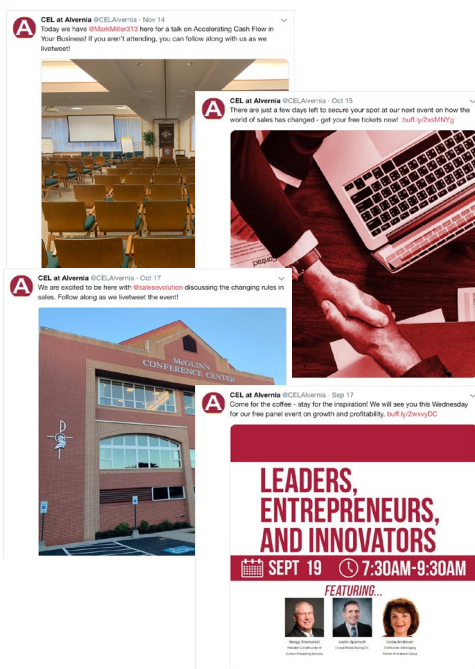 CEL at Alvernia @CELAlvernia · Nov 14
Today we have @MarkMiller313 here for a talk on Accelerating Cash Flow in
Your Business! If you aren't attending, you can follow along with us as we
livetweet!
CEL at Alvernia @CELAlvernia · Oct 15
There are just a few days left to secure your spot at our next event on how the
world of sales has changed - get your free tickets now! buff.ly/2xsMNYg
Contract
CEL at Alvernia @CELAlvernia · Oct 17
We are excited to be here with @salesevolution discussing the changing rules in
sales. Follow along as we livetweet the event!
McGLINN
CONFERENCE CENTER
CEL at Alvernia @CELAlvernia · Sep 17
Come for the coffee - stay for the inspiration! We will see you this Wednesday
for our free panel event on growth and profitability. buff.ly/2wxvyDC
LEADERS,
ENTREPRENEURS,
AND INNOVATORS
SEPT 19 7:30AM-9:30AM
FEATURING...